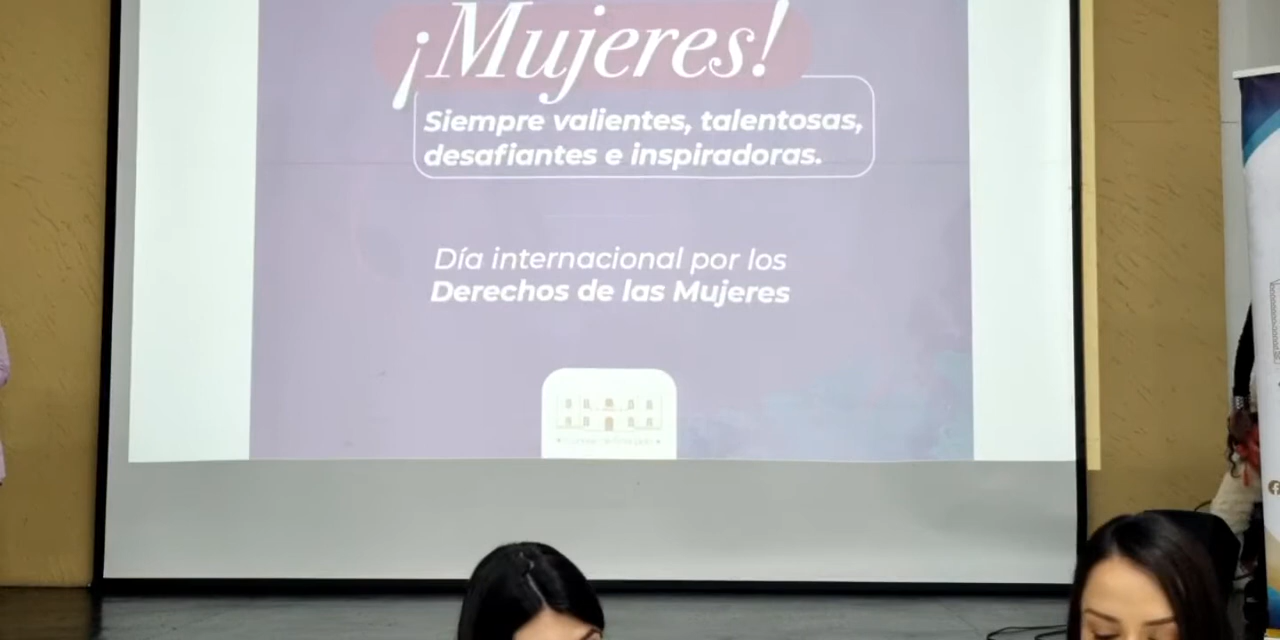 ¡Mujeres!
Siempre valientes, talentosas,
desafiantes e inspiradoras.
Día internacional por los
Derechos de las Mujeres